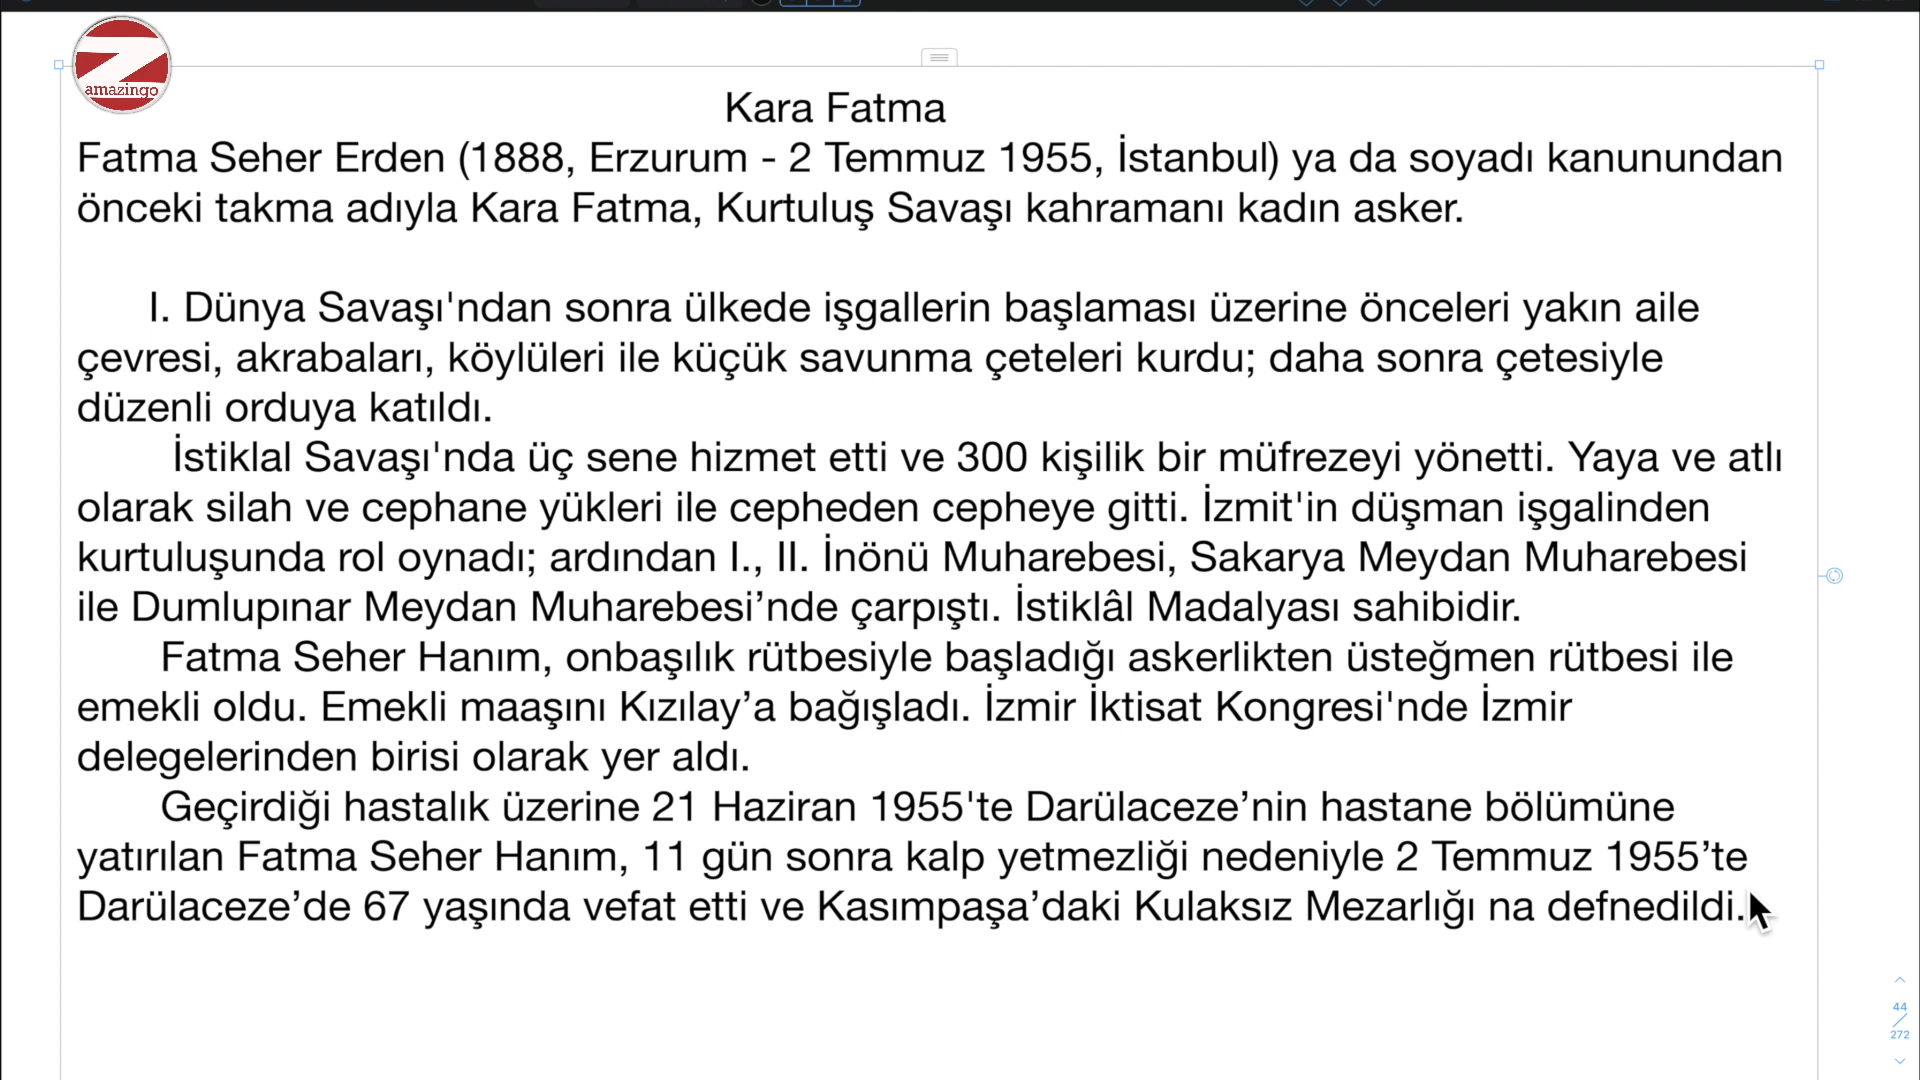 amazingo
Kara Fatma
Fatma Seher Erden (1888, Erzurum - 2 Temmuz 1955, İstanbul) ya da soyadı kanunundan
önceki takma adıyla Kara Fatma, Kurtuluş Savaşı kahramanı kadın asker.
I. Dünya Savaşı'ndan sonra ülkede işgallerin başlaması üzerine önceleri yakın aile
çevresi, akrabaları, köylüleri ile küçük savunma çeteleri kurdu; daha sonra çetesiyle
düzenli orduya katıldı.
İstiklal Savaşı'nda üç sene hizmet etti ve 300 kişilik bir müfrezeyi yönetti. Yaya ve atlı
olarak silah ve cephane yükleri ile cepheden cepheye gitti. İzmit'in düşman işgalinden
kurtuluşunda rol oynadı; ardından I., II. İnönü Muharebesi, Sakarya Meydan Muharebesi
ile Dumlupınar Meydan Muharebesi’nde çarpıştı. İstiklâl Madalyası sahibidir.
Fatma Seher Hanım, onbaşılık rütbesiyle başladığı askerlikten üsteğmen rütbesi ile
emekli oldu. Emekli maaşını Kızılay’a bağışladı. İzmir İktisat Kongresi'nde İzmir
delegelerinden birisi olarak yer aldı.
Geçirdiği hastalık üzerine 21 Haziran 1955'te Darülaceze’nin hastane bölümüne
yatırılan Fatma Seher Hanım, 11 gün sonra kalp yetmezliği nedeniyle 2 Temmuz 1955’te
Darülaceze’de 67 yaşında vefat etti ve Kasımpaşa’daki Kulaksız Mezarlığı na defnedildi.
44
272